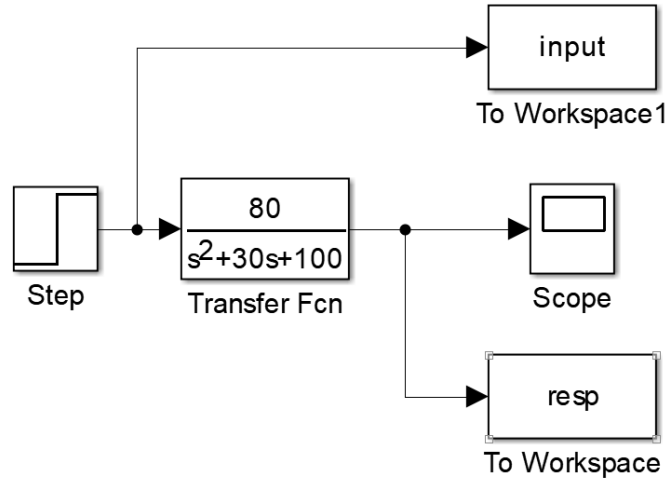 input
To Workspace1
80
s²+30s+100
Step
Transfer Fcn
Scope
resp
To Workspace